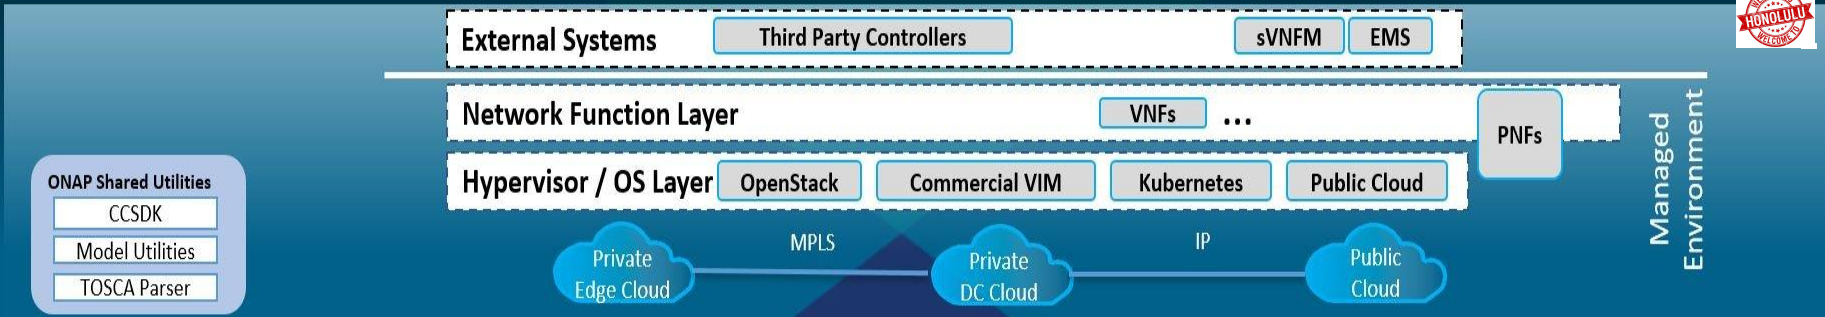 External Systems
Third Party Controllers
sVNFM
EMS
HONOLULU
WELCOME TO
Network Function Layer
VNFs
...
PNFs
Hypervisor / OS Layer
OpenStack
Commercial VIM
Kubernetes
Public Cloud
Managed
Environment
ONAP Shared Utilities
CCSDK
Model Utilities
TOSCA Parser
Private
Edge Cloud
MPLS
Private
DC Cloud
IP
Public
Cloud